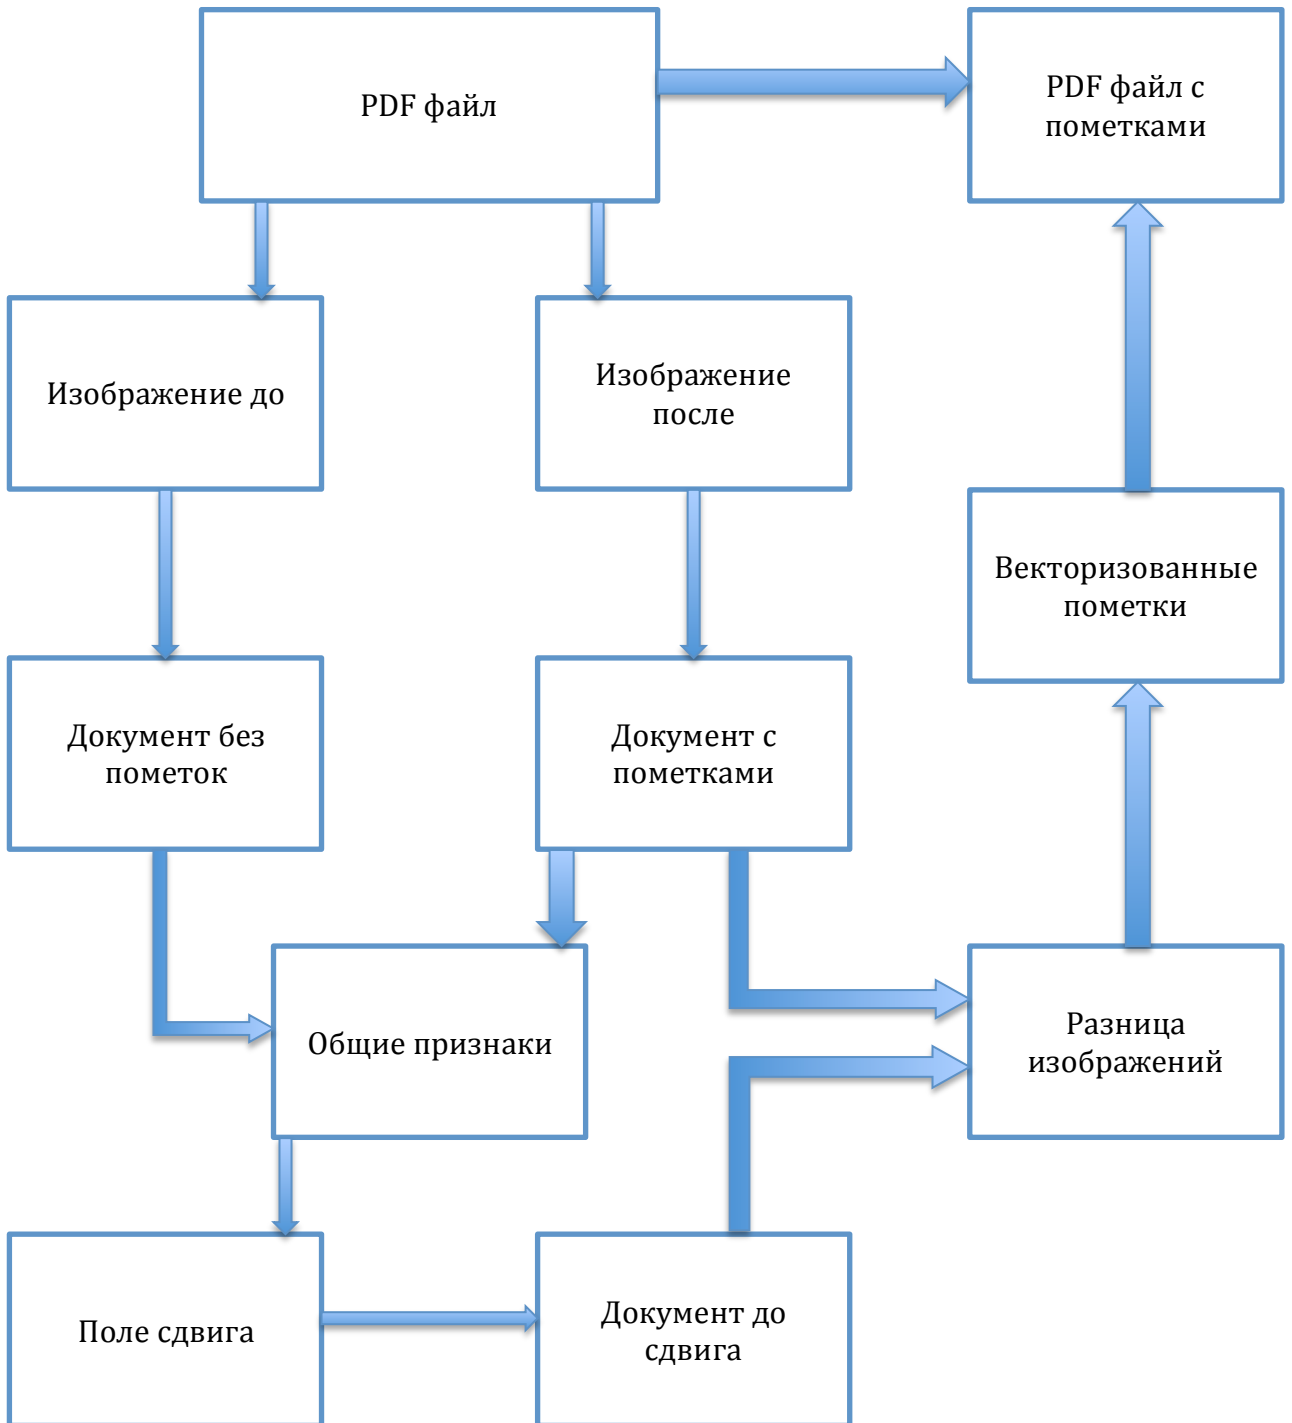 PDF файл
PDF файл с
пометками
Изображение до
Изображение
после
Векторизованные
пометки
Документ без
пометок
Документ с
пометками
Общие признаки
Разница
изображений
Поле сдвига
Документ до
сдвига